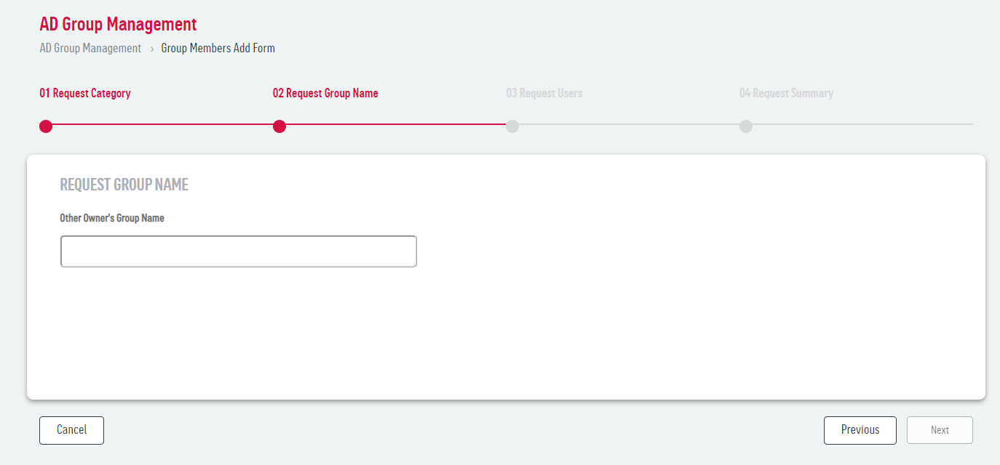 AD Group Management
AD Group Management › Group Members Add Form
01 Request Category
02 Request Group Name
03 Request Users
04 Request Summary
REQUEST GROUP NAME
Other Owner's Group Name
Cancel
Previous
Next